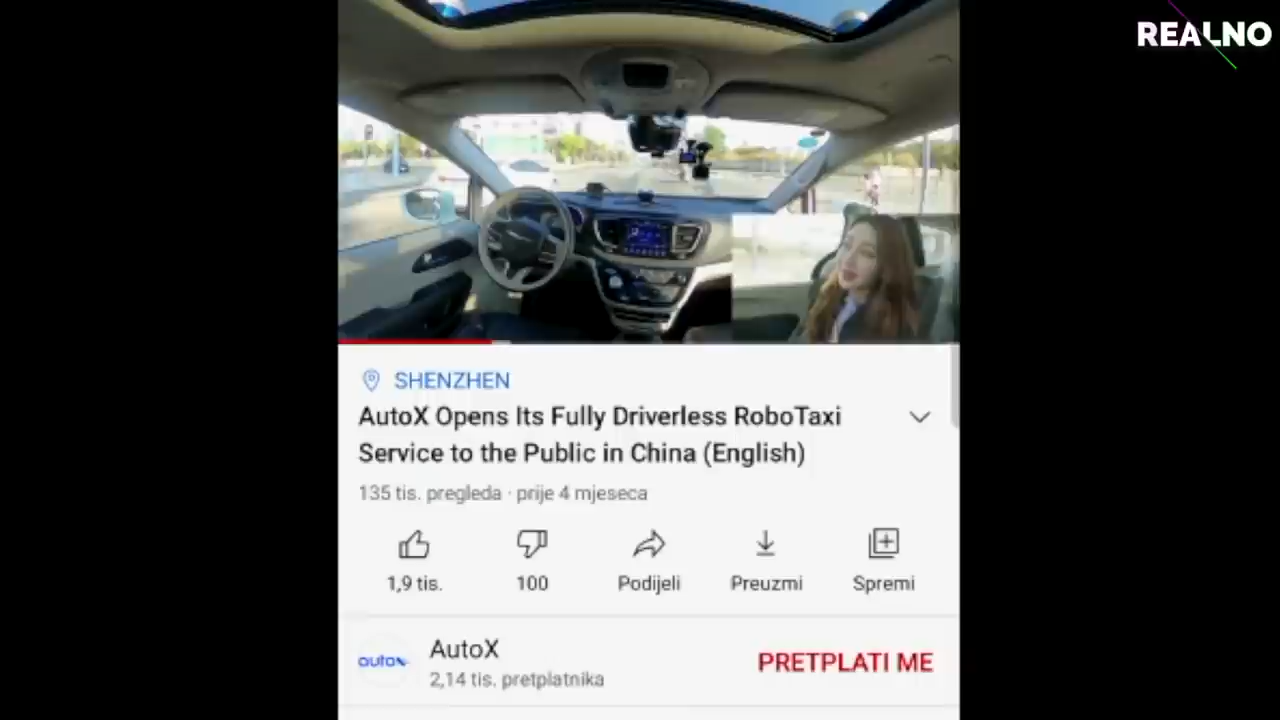 REALNO
SHENZHEN
AutoX Opens Its Fully Driverless RoboTaxi
Service to the Public in China (English)
135 tis. pregleda · prije 4 mjeseca
1,9 tis.
100
Podijeli
Preuzmi
Spremi
autox
AutoX
PRETPLATI ME
2,14 tis. pretplatnika